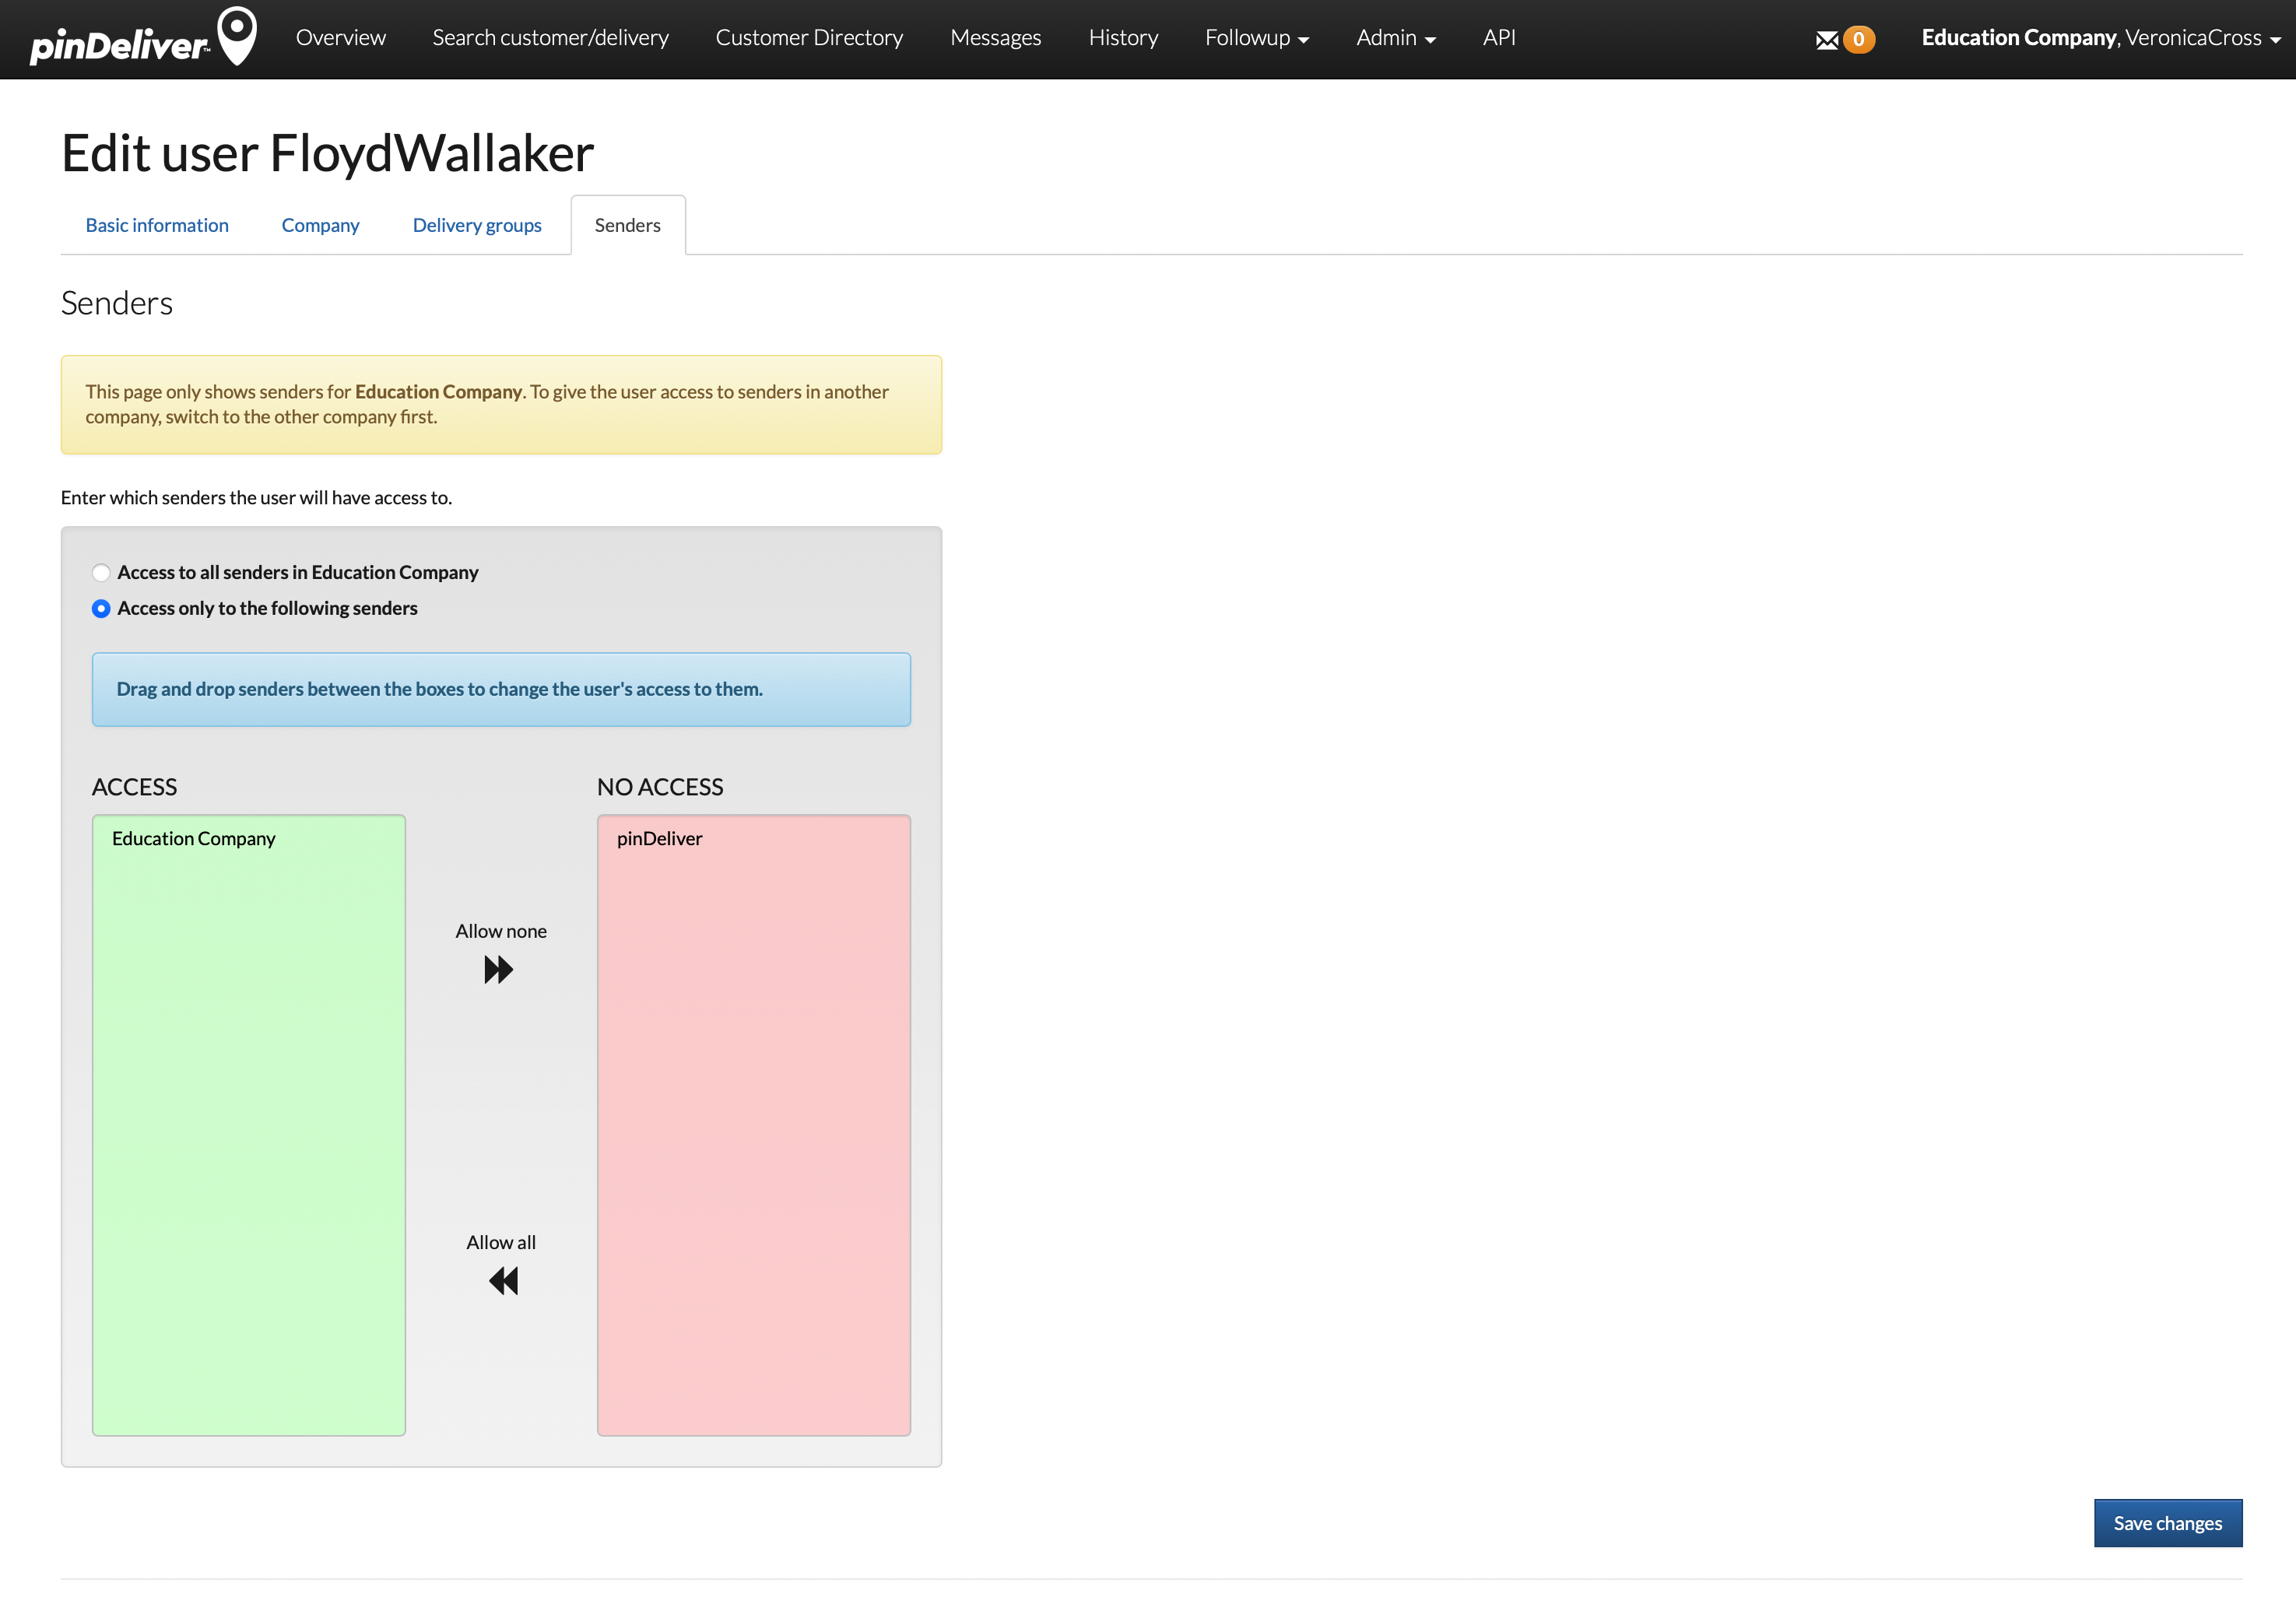 pinDeliver™ Overview Search customer/delivery Customer Directory Messages History Followup Admin API 0 Education Company, VeronicaCross
Edit user FloydWallaker
Basic information Company Delivery groups Senders
Senders
This page only shows senders for Education Company. To give the user access to senders in another
company, switch to the other company first.
Enter which senders the user will have access to.
Access to all senders in Education Company
Access only to the following senders
Drag and drop senders between the boxes to change the user's access to them.
ACCESS NO ACCESS
Education Company pinDeliver
Allow none
Allow all
Save changes